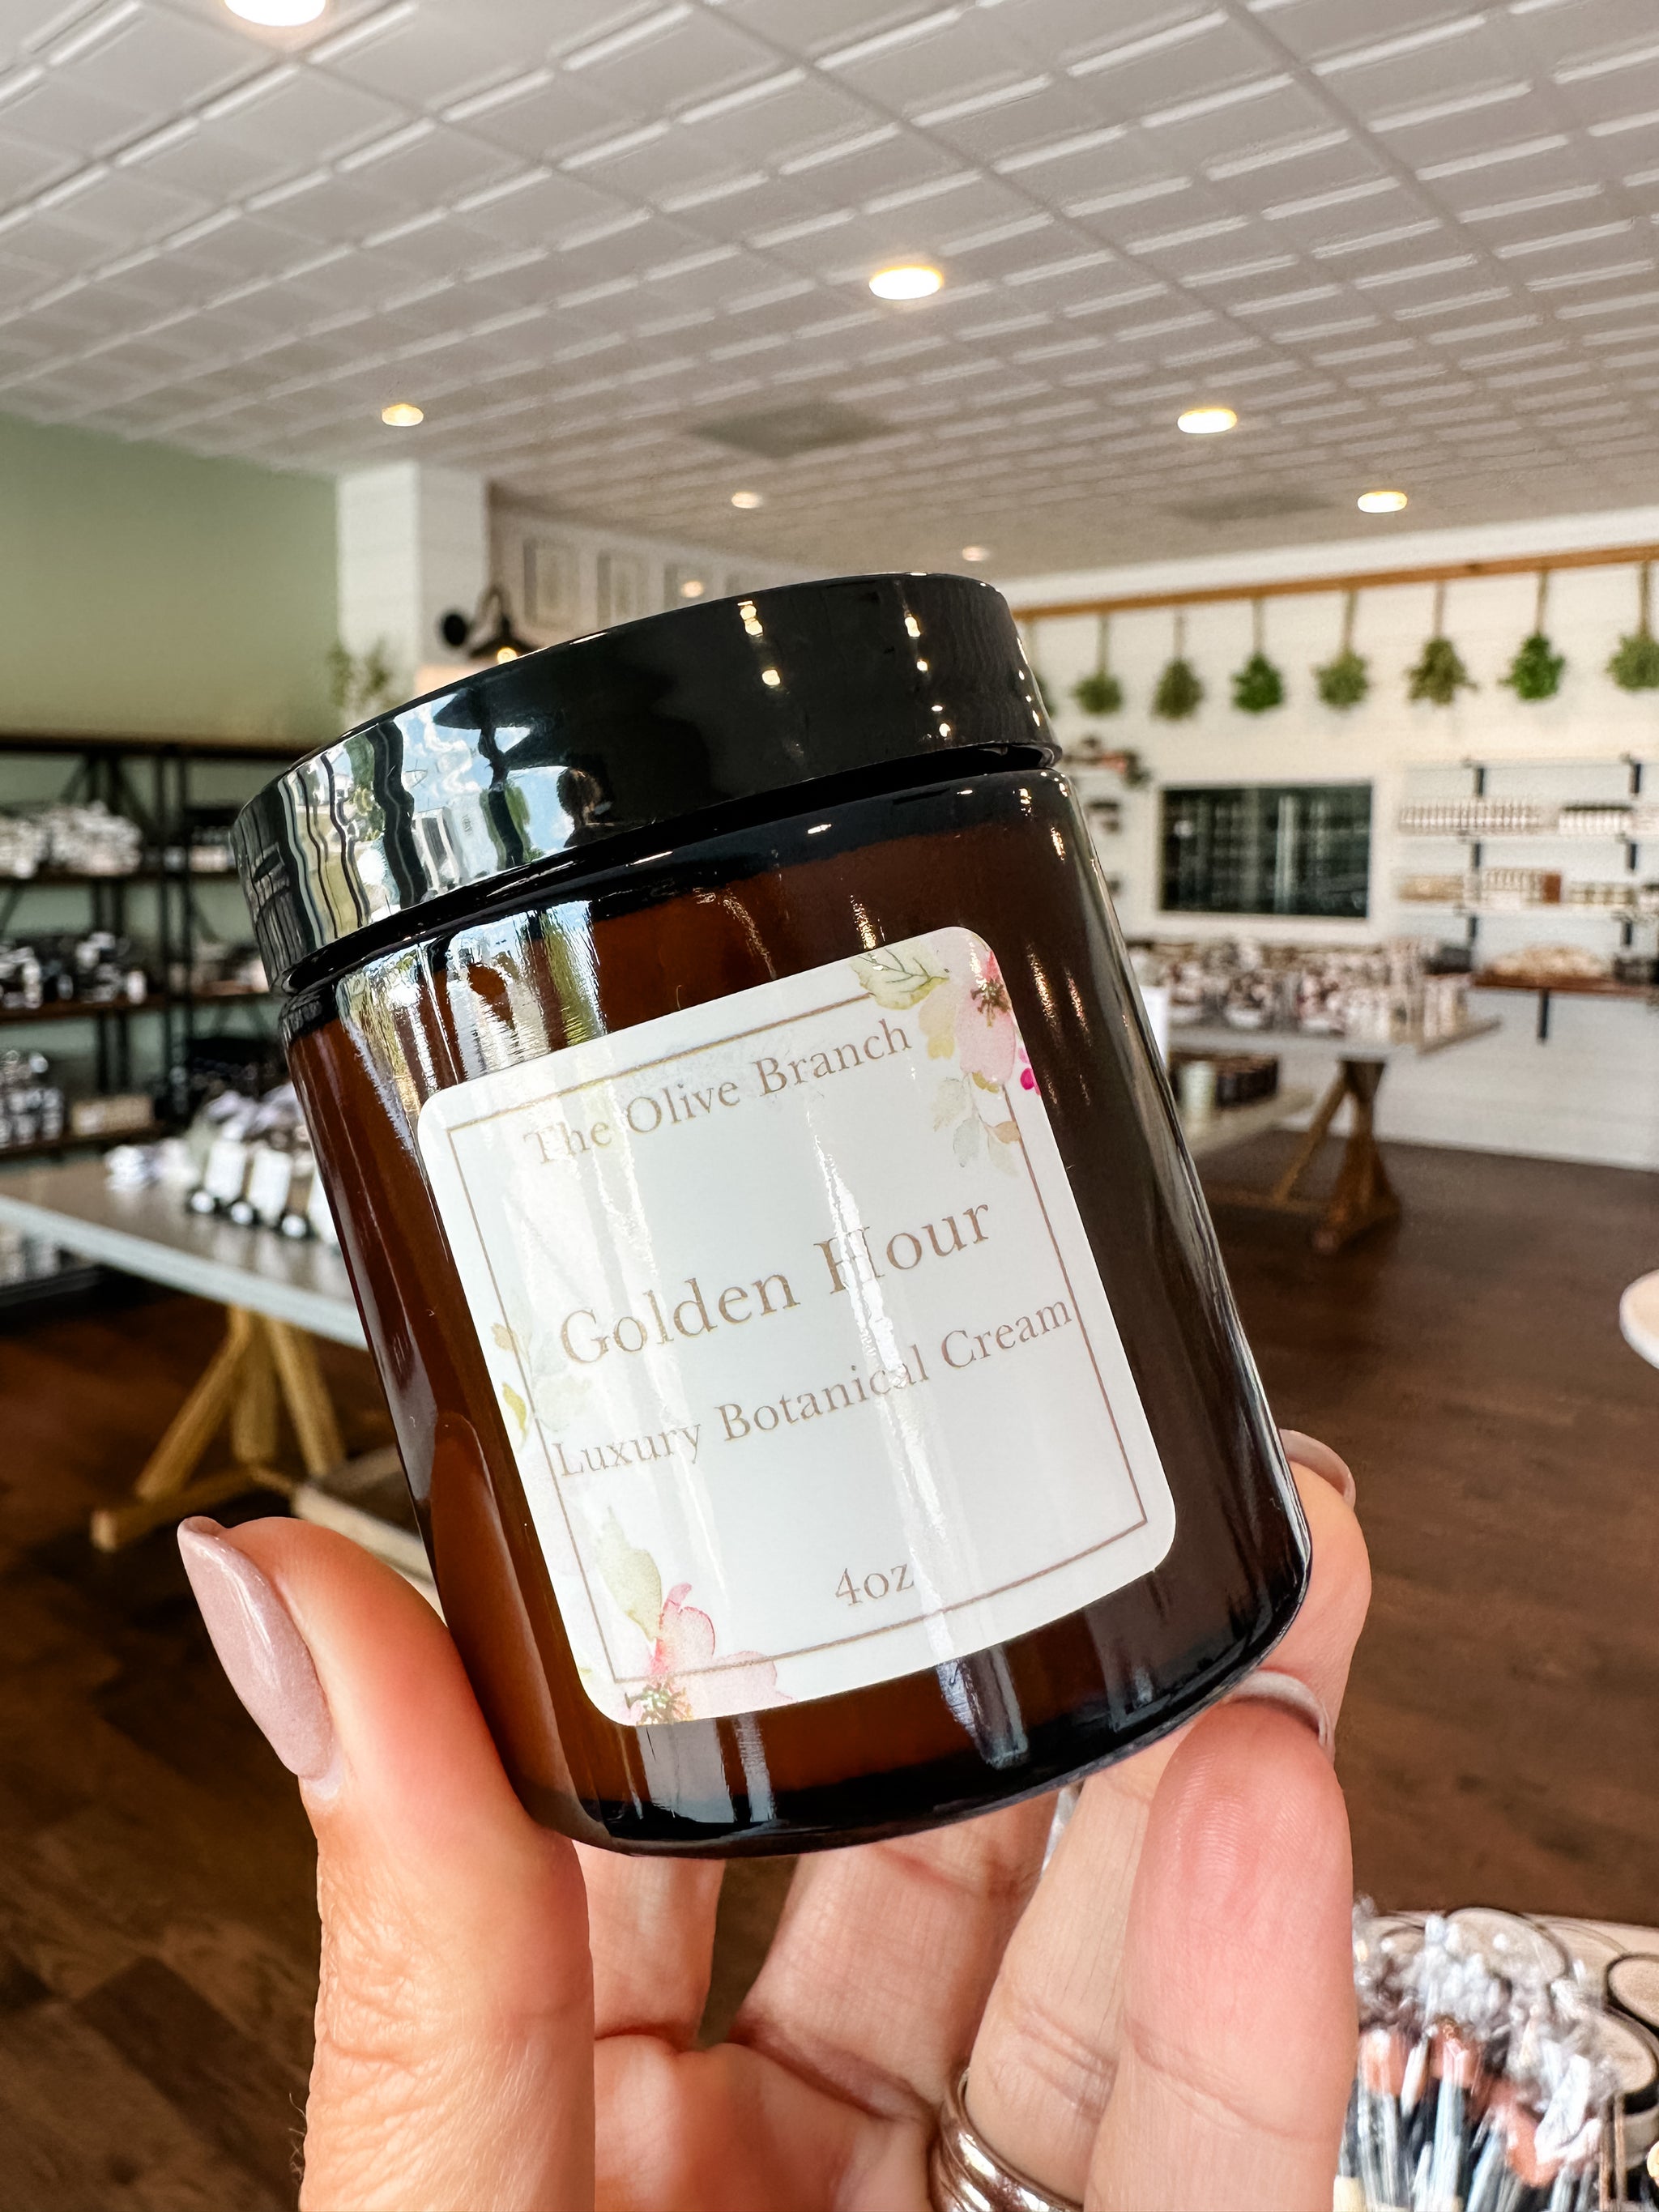 The Olive Branch
Golden Hour
Luxury Botanical Cream
4oz